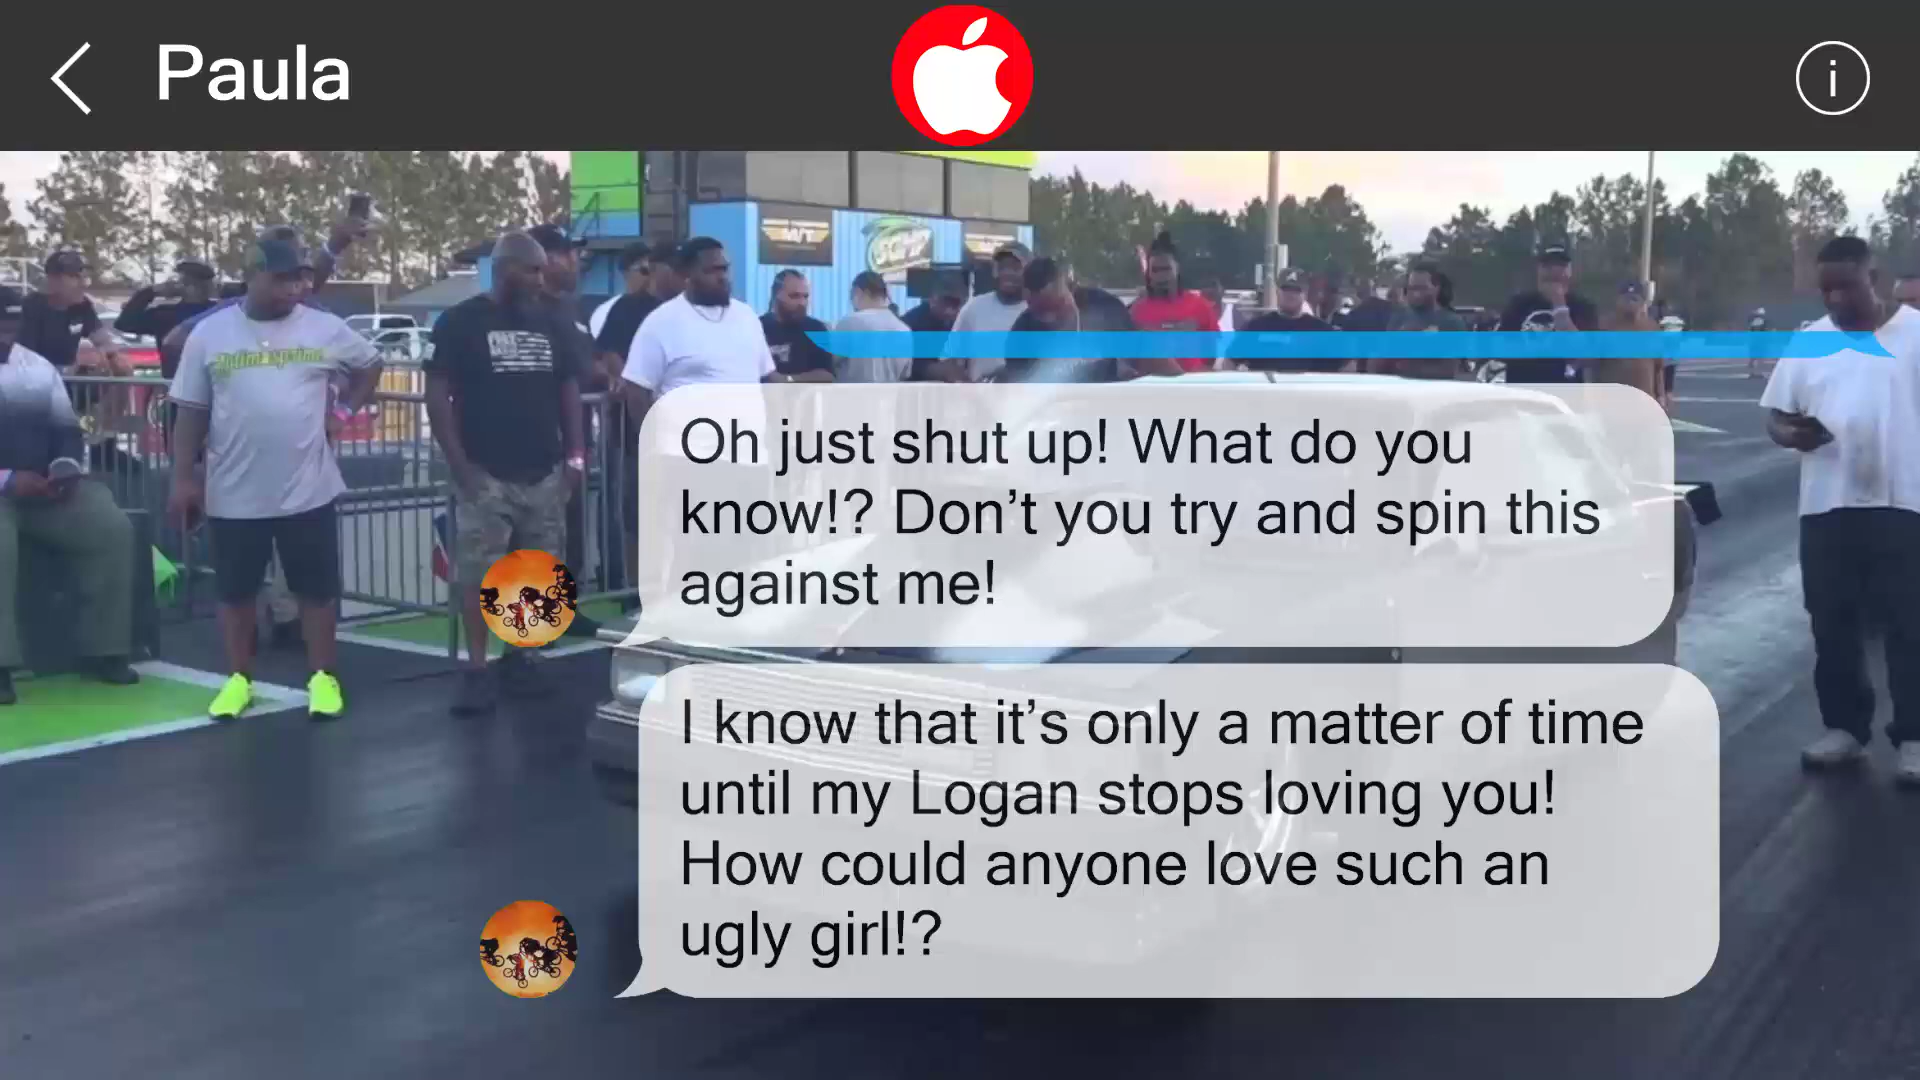 Paula
i
Oh just shut up! What do you
know!? Don’t you try and spin this
against me!
I know that it’s only a matter of time
until my Logan stops loving you!
How could anyone love such an
ugly girl!?